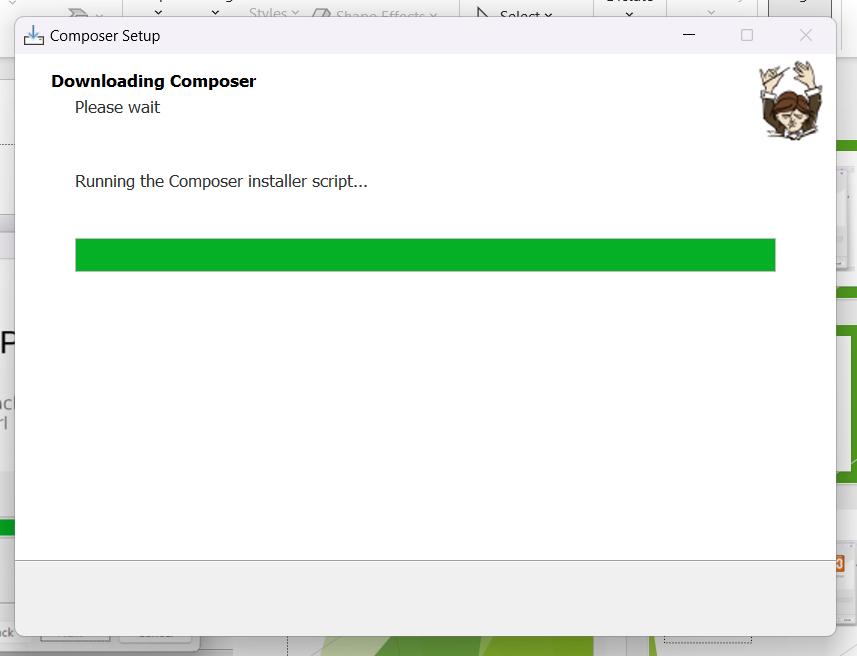 Styles
Shape Effects
Select
Composer Setup
Downloading Composer
Please wait
Running the Composer installer script...